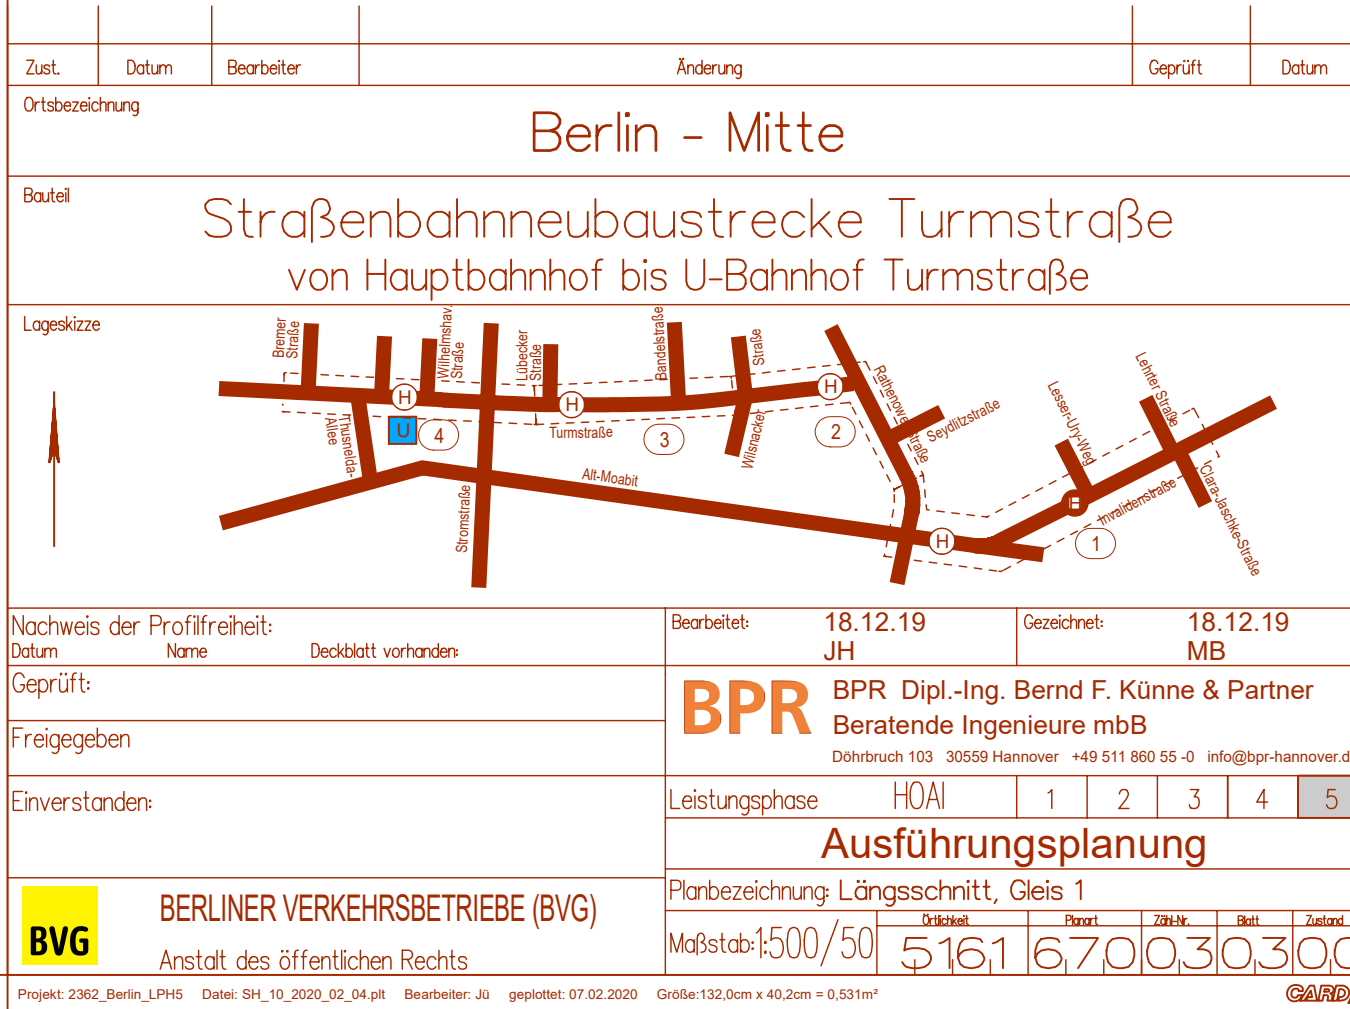 Zust. Datum Bearbeiter Änderung Geprüft Datum
Ortsbezeichnung
Berlin - Mitte
Bauteil
Straßenbahnneubaustrecke Turmstraße
von Hauptbahnhof bis U-Bahnhof Turmstraße
Lageskizze
Bremer
Straße
Wilhelmshav.
Straße
Lübecker
Straße
Bandelstraße
Straße
Wilsnacker
Rathenower
straße
Seydlitzstraße
Lesser-Ury-Weg
Lehrter Straße
Clara-Jaschke-Straße
Invalidenstraße
Thusnelda-
Allee
Stromstraße
Turmstraße
Alt-Moabit
H
H
H
H
H
U
4
3
2
1
Nachweis der Profilfreiheit:
Datum Name Deckblatt vorhanden:
Geprüft:
Freigegeben
Einverstanden:
BVG
BERLINER VERKEHRSBETRIEBE (BVG)
Anstalt des öffentlichen Rechts
Bearbeitet: 18.12.19
JH
Gezeichnet: 18.12.19
MB
BPR
BPR Dipl.-Ing. Bernd F. Künne & Partner
Beratende Ingenieure mbB
Döhrbruch 103 30559 Hannover +49 511 860 55 -0 info@bpr-hannover.d
Leistungsphase HOAI 1 2 3 4 5
Ausführungsplanung
Planbezeichnung: Längsschnitt, Gleis 1
Maßstab: 1:500/50
Örtlichkeit Planart Zähl-Nr. Blatt Zustand
5161 670 03 03 00
Projekt: 2362_Berlin_LPH5 Datei: SH_10_2020_02_04.plt Bearbeiter: Jü geplottet: 07.02.2020 Größe:132,0cm x 40,2cm = 0,531m²
CARD